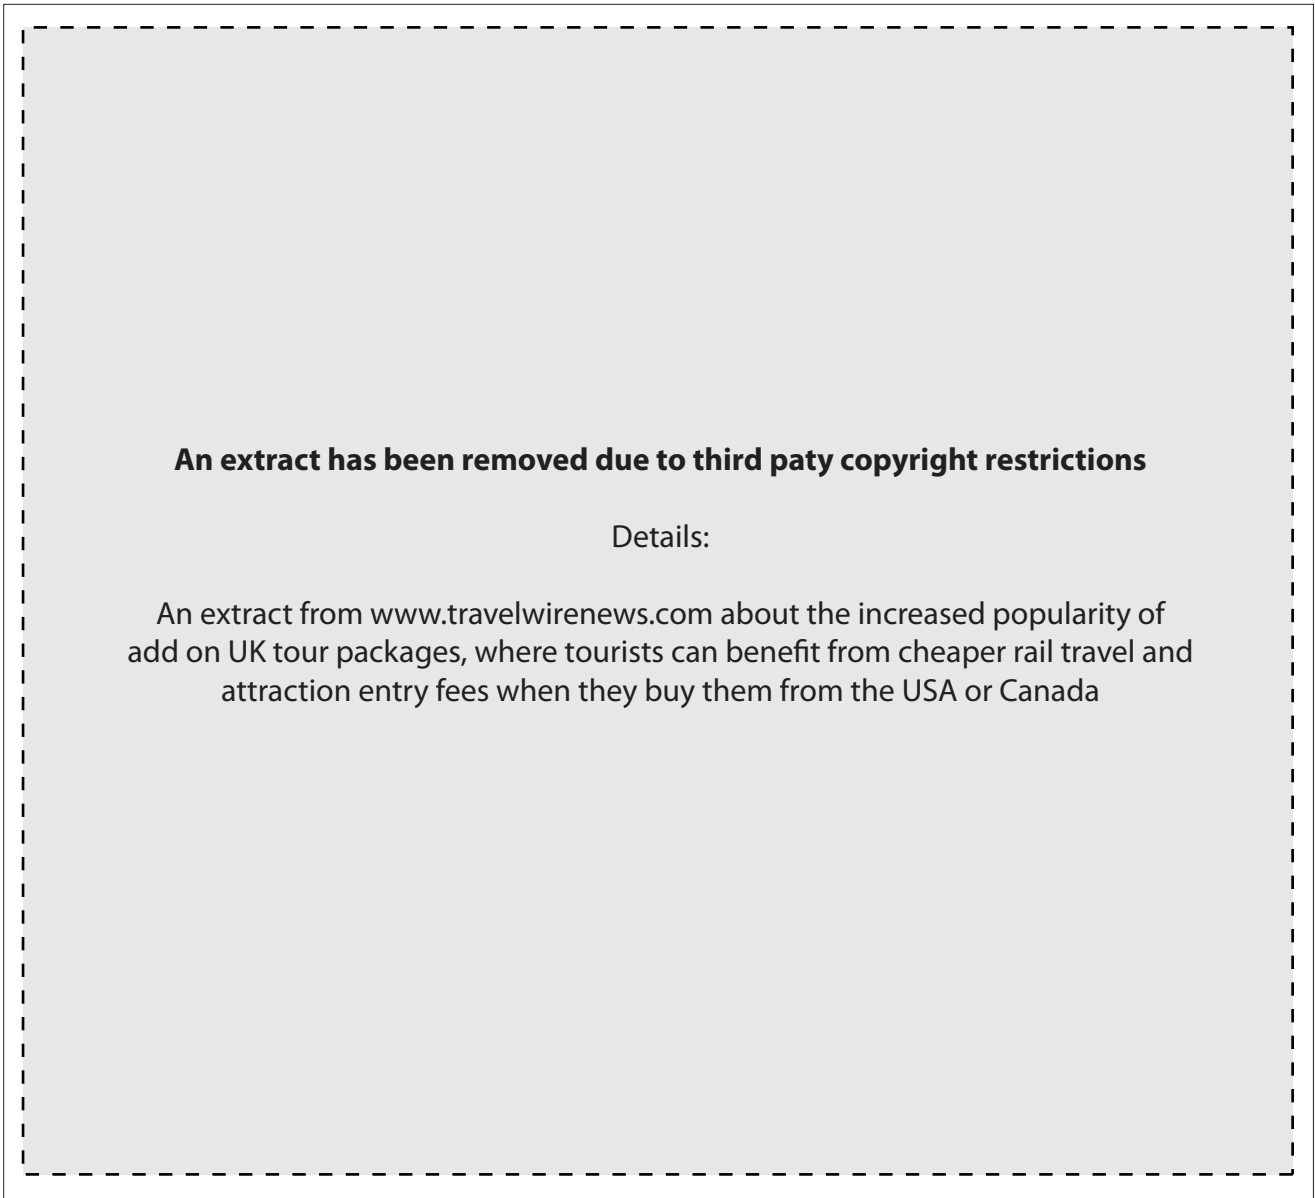 An extract has been removed due to third paty copyright restrictions
Details:
An extract from www.travelwirenews.com about the increased popularity of
add on UK tour packages, where tourists can benefit from cheaper rail travel and
attraction entry fees when they buy them from the USA or Canada